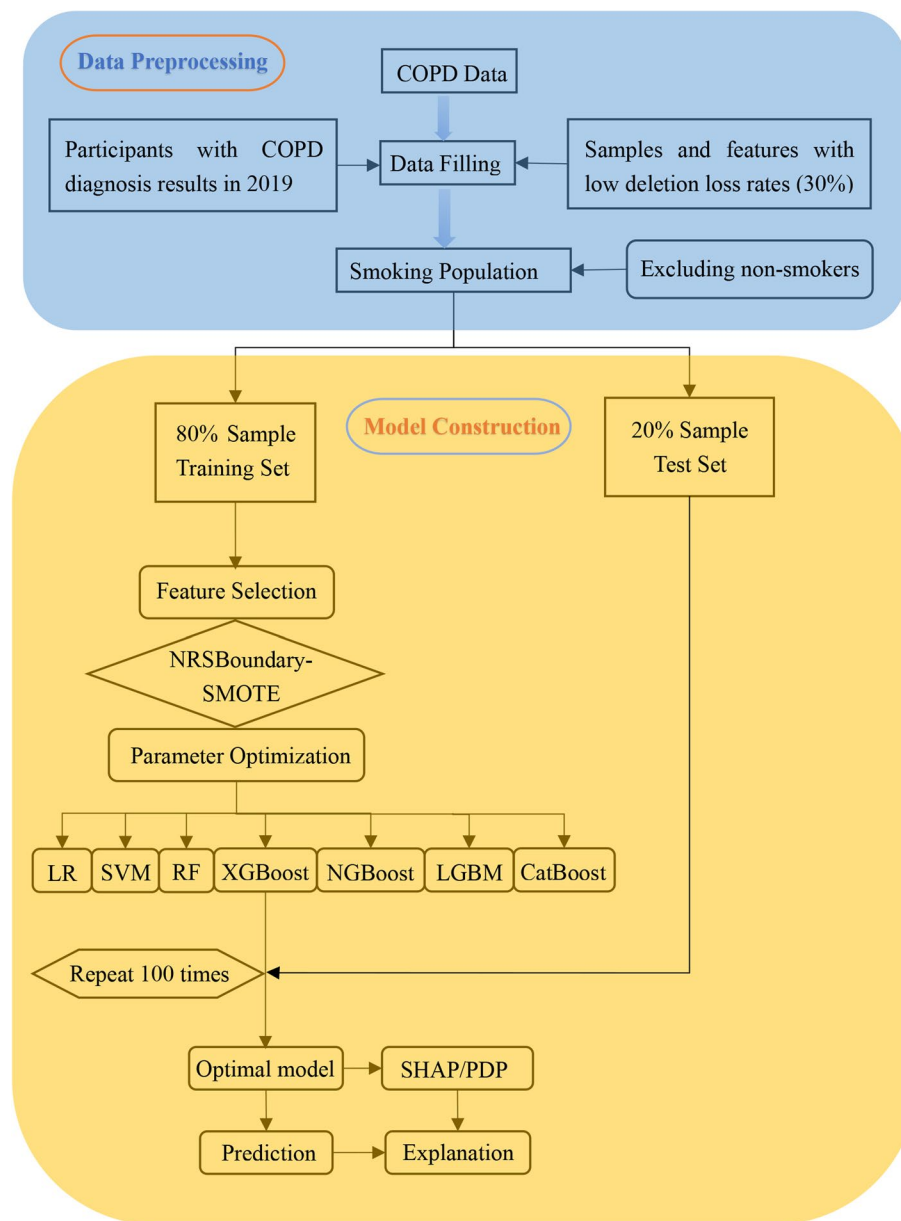 Data Preprocessing
COPD Data
Participants with COPD
diagnosis results in 2019
Data Filling
Samples and features with
low deletion loss rates (30%)
Smoking Population
Excluding non-smokers
Model Construction
80% Sample
Training Set
20% Sample
Test Set
Feature Selection
NRSBoundary-
SMOTE
Parameter Optimization
LR
SVM
RF
XGBoost
NGBoost
LGBM
CatBoost
Repeat 100 times
Optimal model
SHAP/PDP
Prediction
Explanation